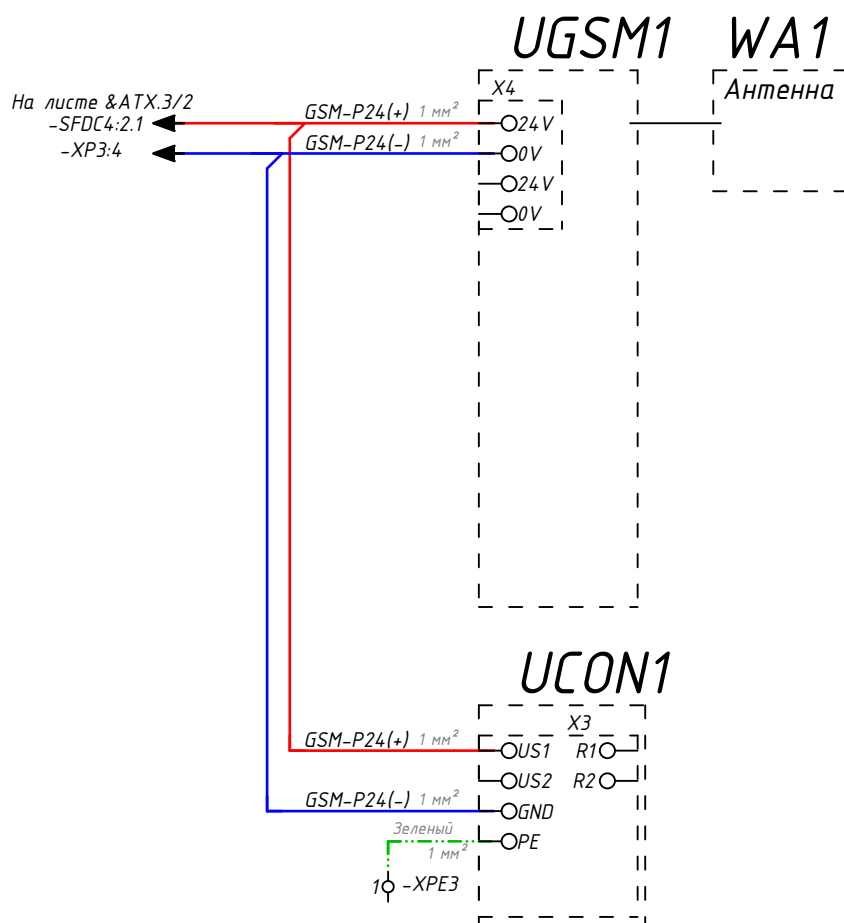 UGSM1 WA1
X4
Антенна
На листе &ATX.3/2
-SFDC4:2.1
GSM-P24(+) 1 мм²
24V
-XP3:4
GSM-P24(-) 1 мм²
0V
24V
0V
UCON1
X3
GSM-P24(+) 1 мм²
US1 R1
US2 R2
GSM-P24(-) 1 мм²
GND
Зеленый
1 мм²
PE
1 -XPE3